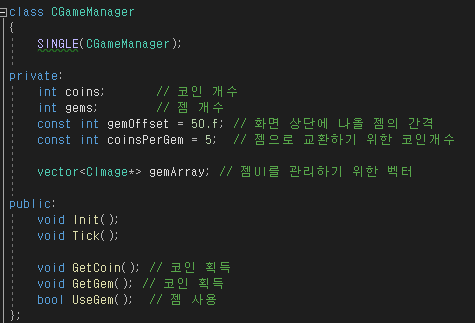 class CGameManager
{
SINGLE(CGameManager);
private:
int coins; // 코인 개수
int gems; // 젬 개수
const int gemOffset = 50.f; // 화면 상단에 나올 젬의 간격
const int coinsPerGem = 5; // 젬으로 교환하기 위한 코인개수
vector<CImage*> gemArray; // 젬UI를 관리하기 위한 벡터
public:
void Init();
void Tick();
void GetCoin(); // 코인 획득
void GetGem(); // 코인 획득
bool UseGem(); // 젬 사용
};